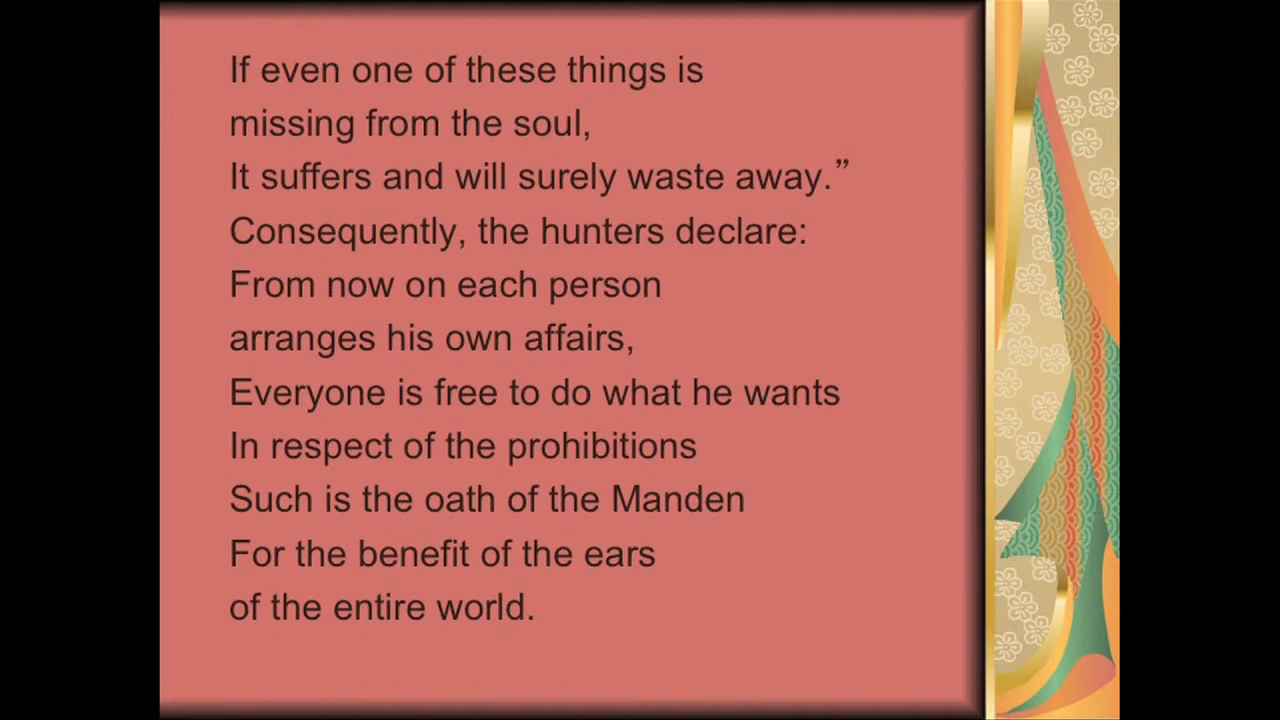 If even one of these things is
missing from the soul,
It suffers and will surely waste away.”
Consequently, the hunters declare:
From now on each person
arranges his own affairs,
Everyone is free to do what he wants
In respect of the prohibitions
Such is the oath of the Manden
For the benefit of the ears
of the entire world.